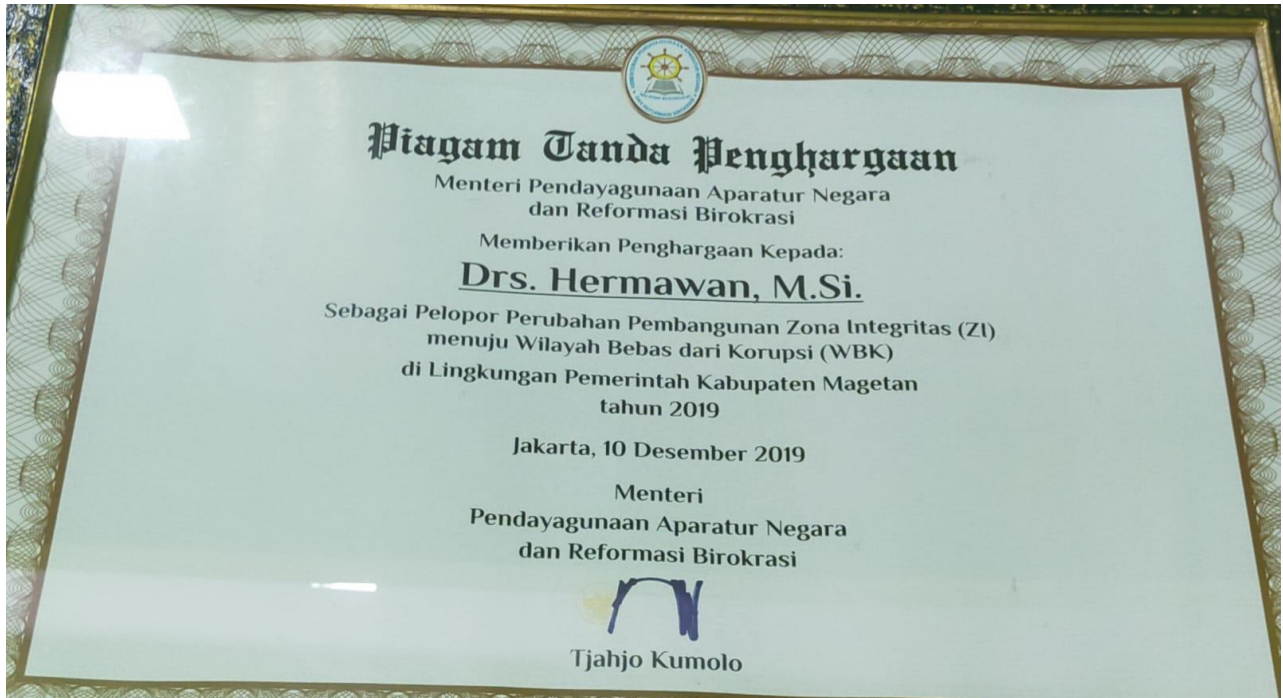 Piagam Tanda Penghargaan
Menteri Pendayagunaan Aparatur Negara
dan Reformasi Birokrasi
Memberikan Penghargaan Kepada:
Drs. Hermawan, M.Si.
Sebagai Pelopor Perubahan Pembangunan Zona Integritas (ZI)
menuju Wilayah Bebas dari Korupsi (WBK)
di Lingkungan Pemerintah Kabupaten Magetan
tahun 2019
Jakarta, 10 Desember 2019
Menteri
Pendayagunaan Aparatur Negara
dan Reformasi Birokrasi
Tjahjo Kumolo